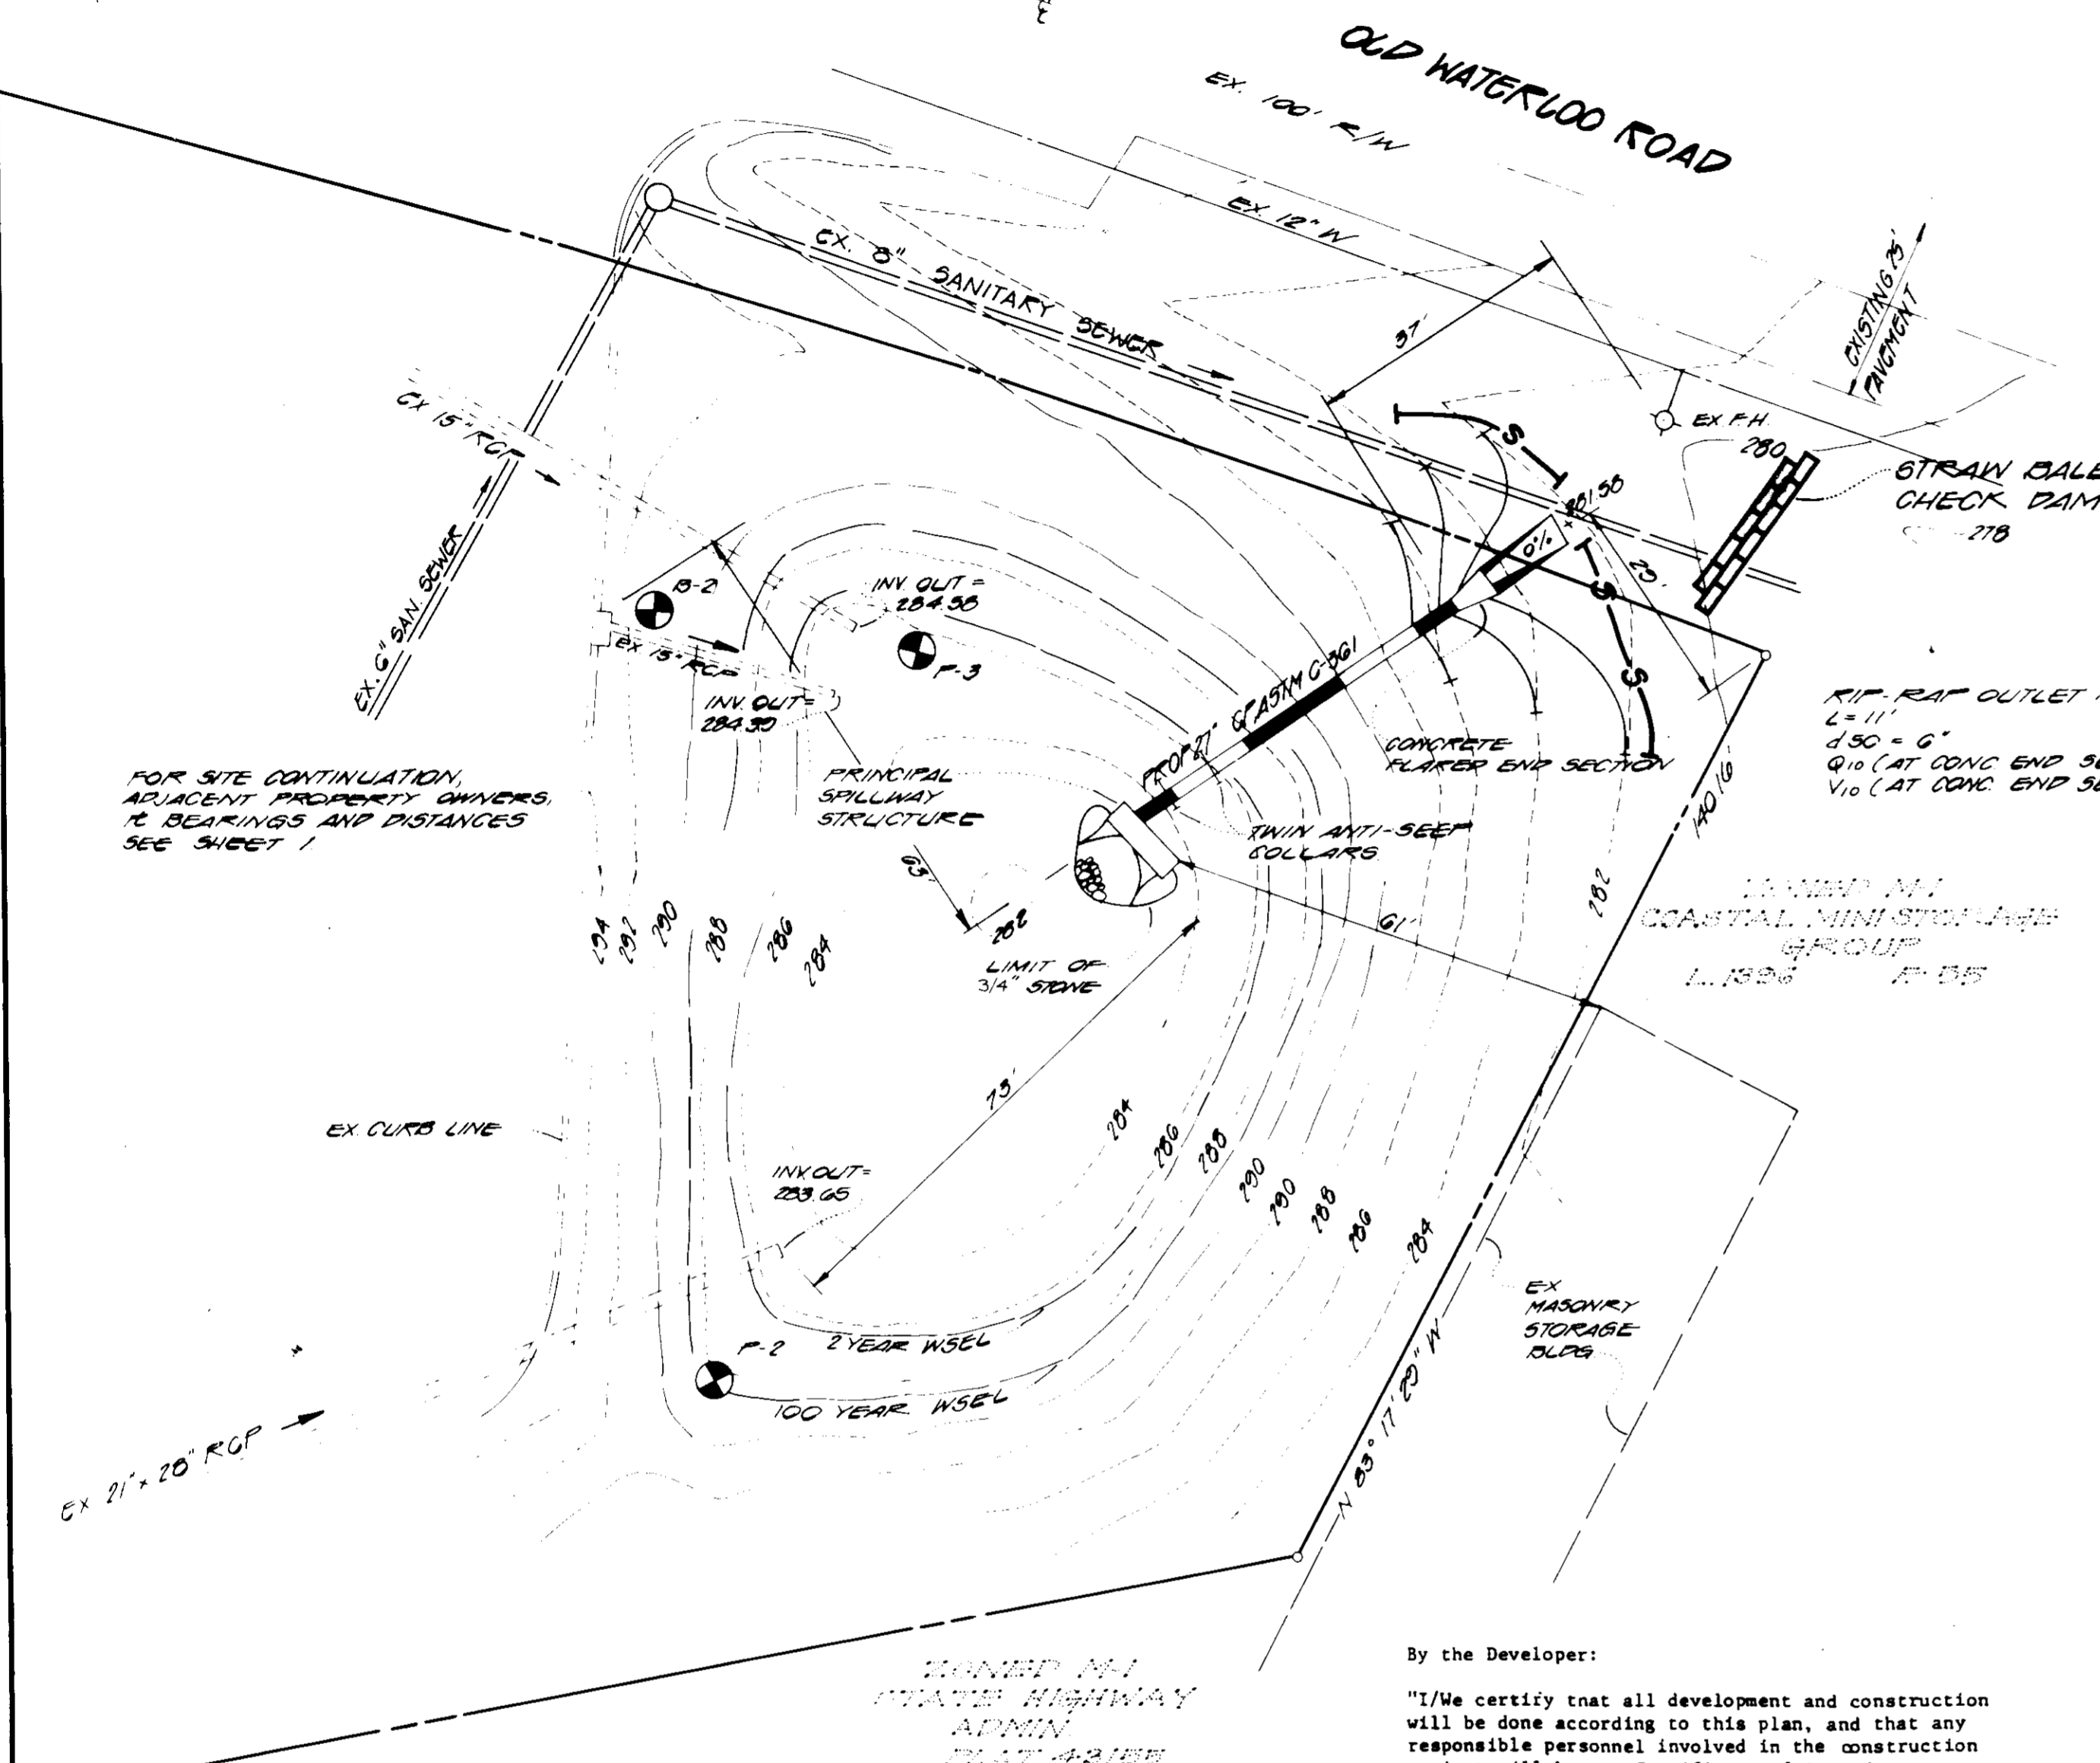 OLD WATERLOO ROAD
EX. 100' R/W
EX. 12" W
EX. 8" SANITARY SEWER
37'
EXISTING 25'
PAVEMENT
EX. F.H.
280
STRAW BALE
CHECK DAM
278
EX 15" RCP
EX. 6" SAN. SEWER
S
281.58
0%
S
S
B-2
EX 15" RCP
INV. OUT =
284.58
P-3
INV. OUT =
PROP 27" ASTM C-361
CONCRETE
FLARED END SECTION
RIP-RAP OUTLET
L = 11'
d50 = 6"
Q10 (AT CONC END
V10 (AT CONC. END
140.16
FOR SITE CONTINUATION,
ADJACENT PROPERTY OWNERS,
BEARINGS AND DISTANCES
SEE SHEET 1
PRINCIPAL
SPILLWAY
STRUCTURE
TWIN ANTI-SEEP
COLLARS
63'
282
LIMIT OF
3/4" STONE
61'
282
ZONED M-1
COASTAL MINI STORAGE
GROUP
L. 1396 F. 55
294
292
290
288
286
284
73'
EX. CURB LINE
INV. OUT =
283.65
284
286
288
290
290
288
286
284
EX
MASONRY
STORAGE
BLDG
P-2
2 YEAR WSEL
100 YEAR WSEL
EX 21" x 28" RCP
N 83° 17' 29" W
ZONED M-1
STATE HIGHWAY
ADMIN.
By the Developer:
"I/We certify tnat all development and construction
will be done according to this plan, and that any
responsible personnel involved in the construction